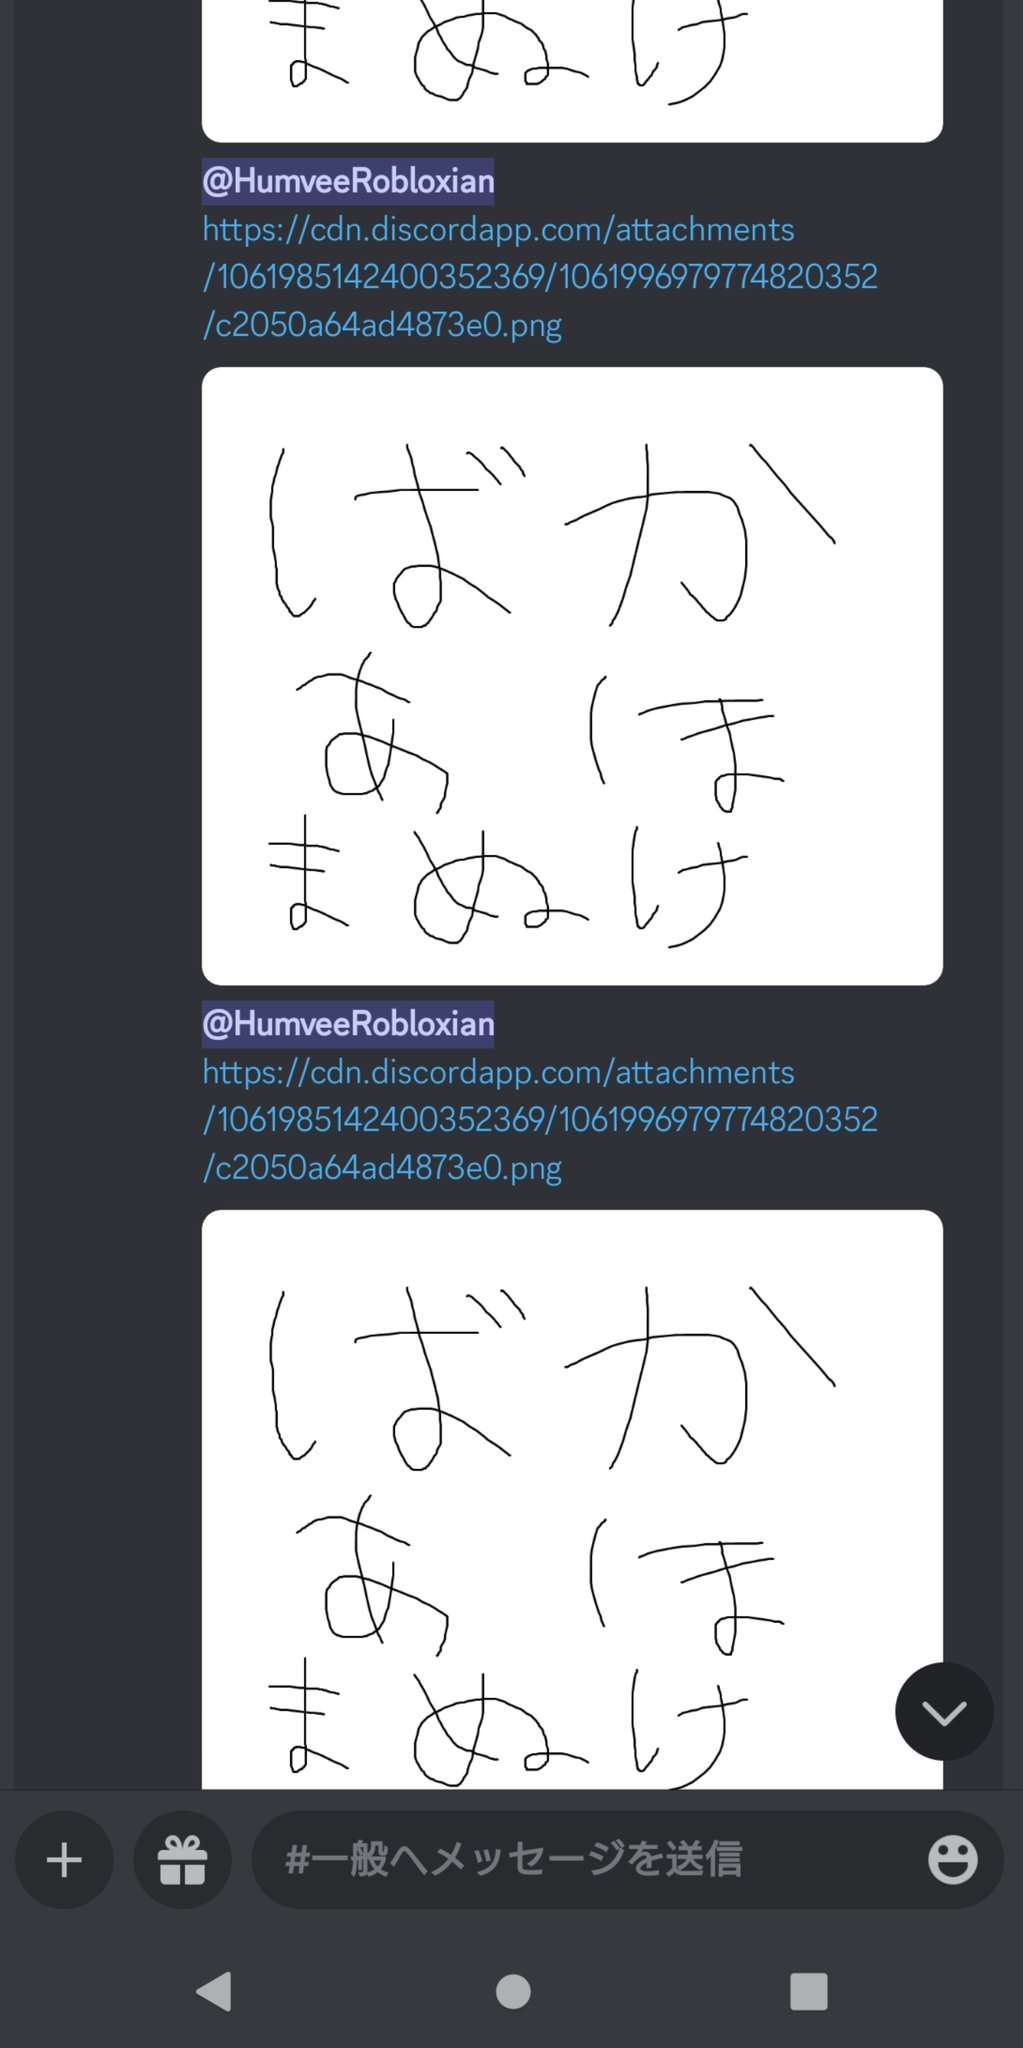 まぬけ
@HumveeRobloxian
https://cdn.discordapp.com/attachments
/1061985142400352369/1061996979774820352
/c2050a64ad4873e0.png
ばか
あほ
まぬけ
@HumveeRobloxian
https://cdn.discordapp.com/attachments
/1061985142400352369/1061996979774820352
/c2050a64ad4873e0.png
ばか
あほ
まぬけ
#一般へメッセージを送信